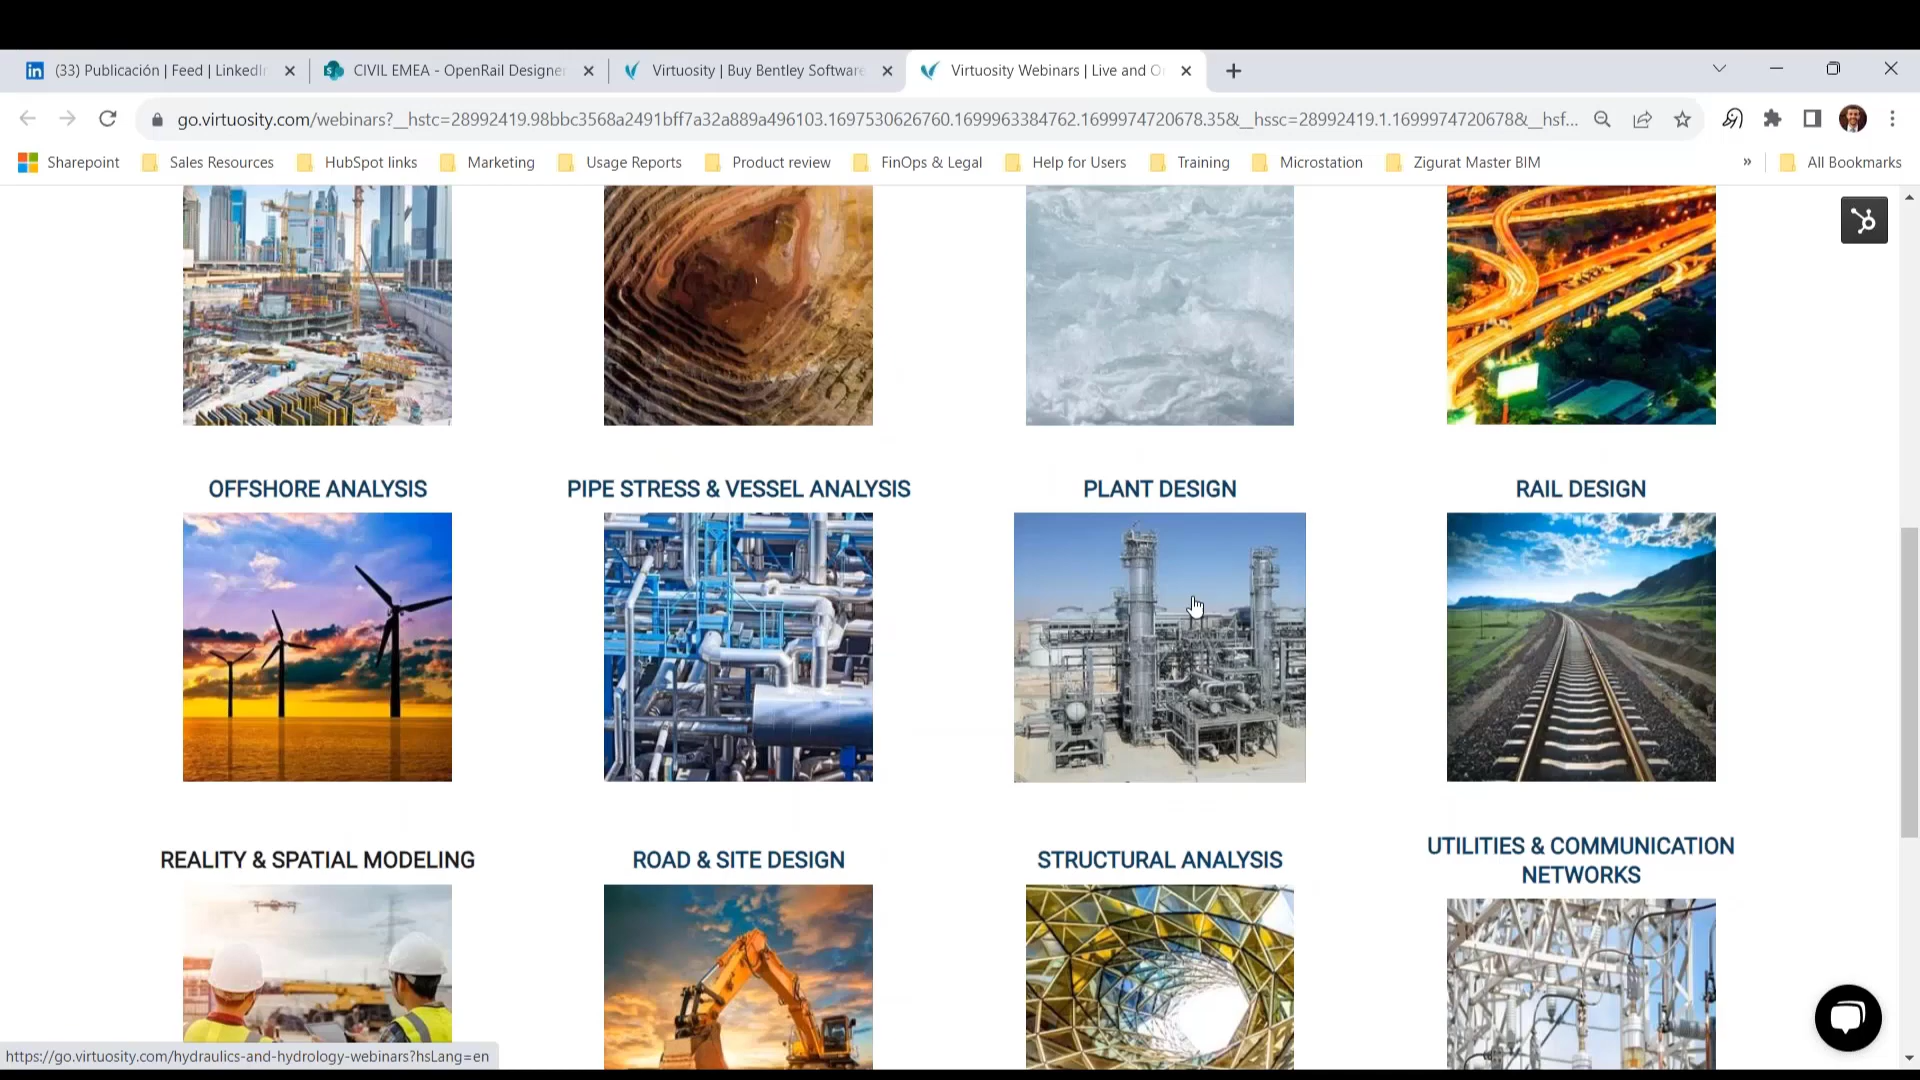 (33) Publicación | Feed | LinkedIn
CIVIL EMEA - OpenRail Designer
Virtuosity | Buy Bentley Software
Virtuosity Webinars | Live and O
go.virtuosity.com/webinars?__hstc=28992419.98bbc3568a2491bff7a32a889a496103.1697530626760.1699963384762.1699974720678.35&__hssc=28992419.1.1699974720678&__hsf...
Sharepoint
Sales Resources
HubSpot links
Marketing
Usage Reports
Product review
FinOps & Legal
Help for Users
Training
Microstation
Zigurat Master BIM
»
All Bookmarks
OFFSHORE ANALYSIS
PIPE STRESS & VESSEL ANALYSIS
PLANT DESIGN
RAIL DESIGN
REALITY & SPATIAL MODELING
ROAD & SITE DESIGN
STRUCTURAL ANALYSIS
UTILITIES & COMMUNICATION
NETWORKS
https://go.virtuosity.com/hydraulics-and-hydrology-webinars?hsLang=en